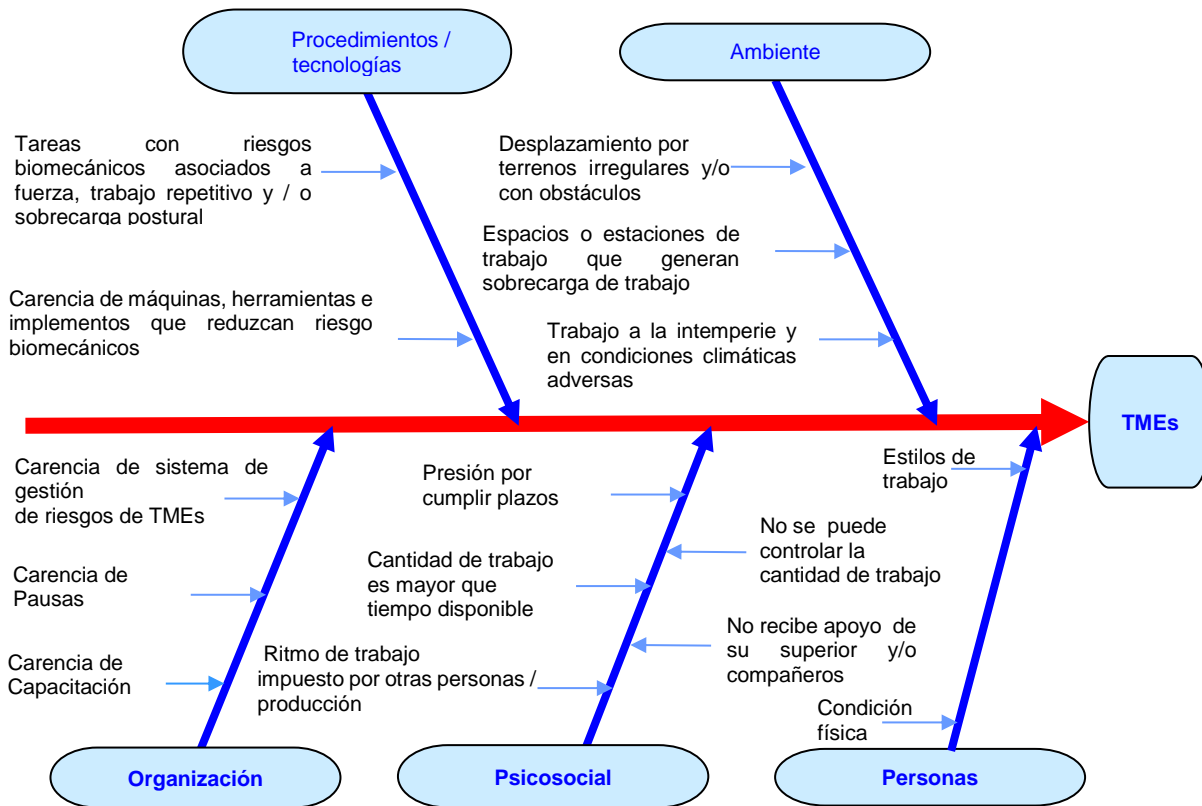 Procedimientos /
tecnologías
Ambiente
Tareas con riesgos
biomecánicos asociados a
fuerza, trabajo repetitivo y / o
sobrecarga postural
Desplazamiento por
terrenos irregulares y/o
con obstáculos
Espacios o estaciones de
trabajo que generan
sobrecarga de trabajo
Carencia de máquinas, herramientas e
implementos que reduzcan riesgo
biomecánicos
Trabajo a la intemperie y
en condiciones climáticas
adversas
TMEs
Carencia de sistema de
gestión
de riesgos de TMEs
Presión por
cumplir plazos
Estilos de
trabajo
No se puede
controlar la
cantidad de trabajo
Carencia de
Pausas
Cantidad de trabajo
es mayor que
tiempo disponible
No recibe apoyo de
su superior y/o
compañeros
Carencia de
Capacitación
Ritmo de trabajo
impuesto por otras personas /
producción
Condición
física
Organización
Psicosocial
Personas